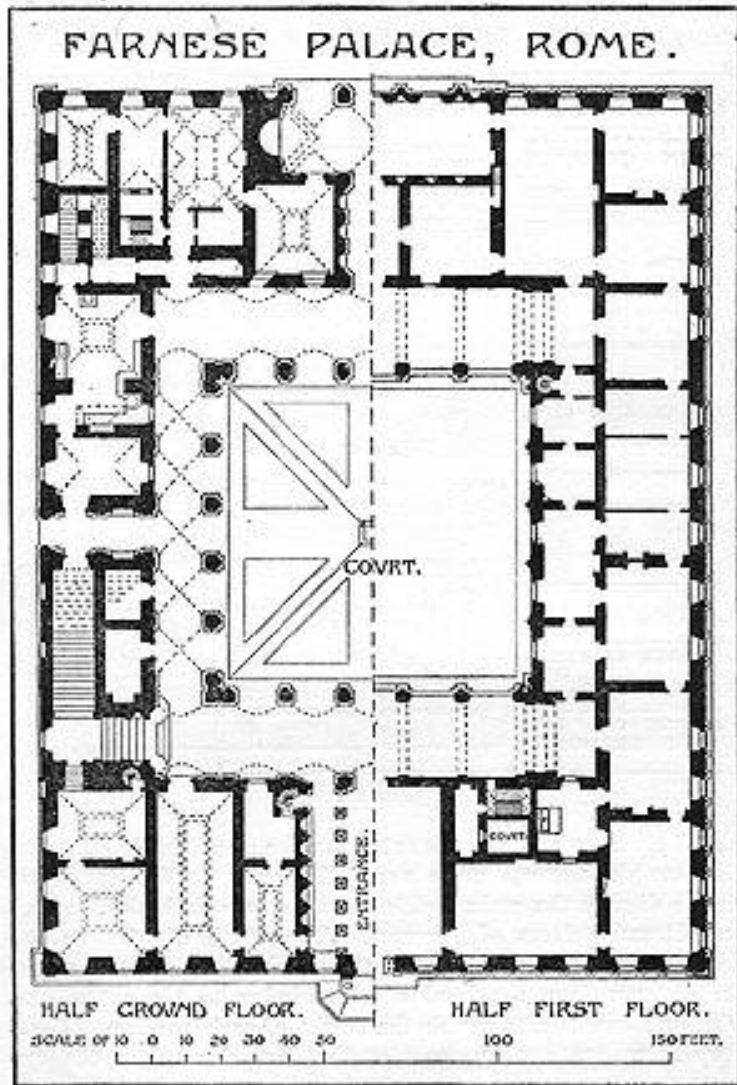 FARNESE PALACE, ROME.
COVRT.
COVRT.
ENTRANCE.
HALF GROUND FLOOR. HALF FIRST FLOOR.
SCALE OF 10 0 10 20 30 40 50 100 150 FEET.